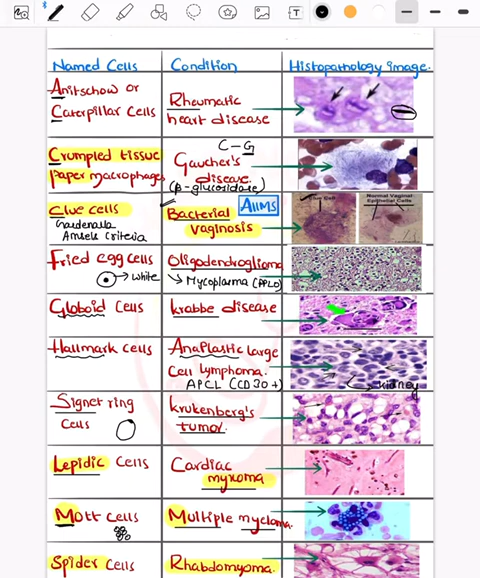 Named Cells Condition Histopathology image.
Anitschow or
Caterpillar Cells
Rheumatic
heart disease
Crumpled tissue
paper macrophages
C-G
Gaucher's
disease.
(β-glucosidase)
Clue cells
Gardenalla
Amsels Criteria
Bacterial
vaginosis
AIIMS
Clue Cell
Normal Vaginal
Epithelial Cells
Fried egg cells
→ white
Oligodendroglioma
↘ Mycoplasma (PPLO)
Globoid Cells
Krabbe disease
Hallmark cells
Anaplastic large
Cell lymphoma.
APCL (CD30+)
kidney
Signet ring
Cells
Krukenberg's
tumor.
Lepidic Cells
Cardiac
myxoma
Mott cells
Multiple myeloma.
Spider Cells
Rhabdomyoma.